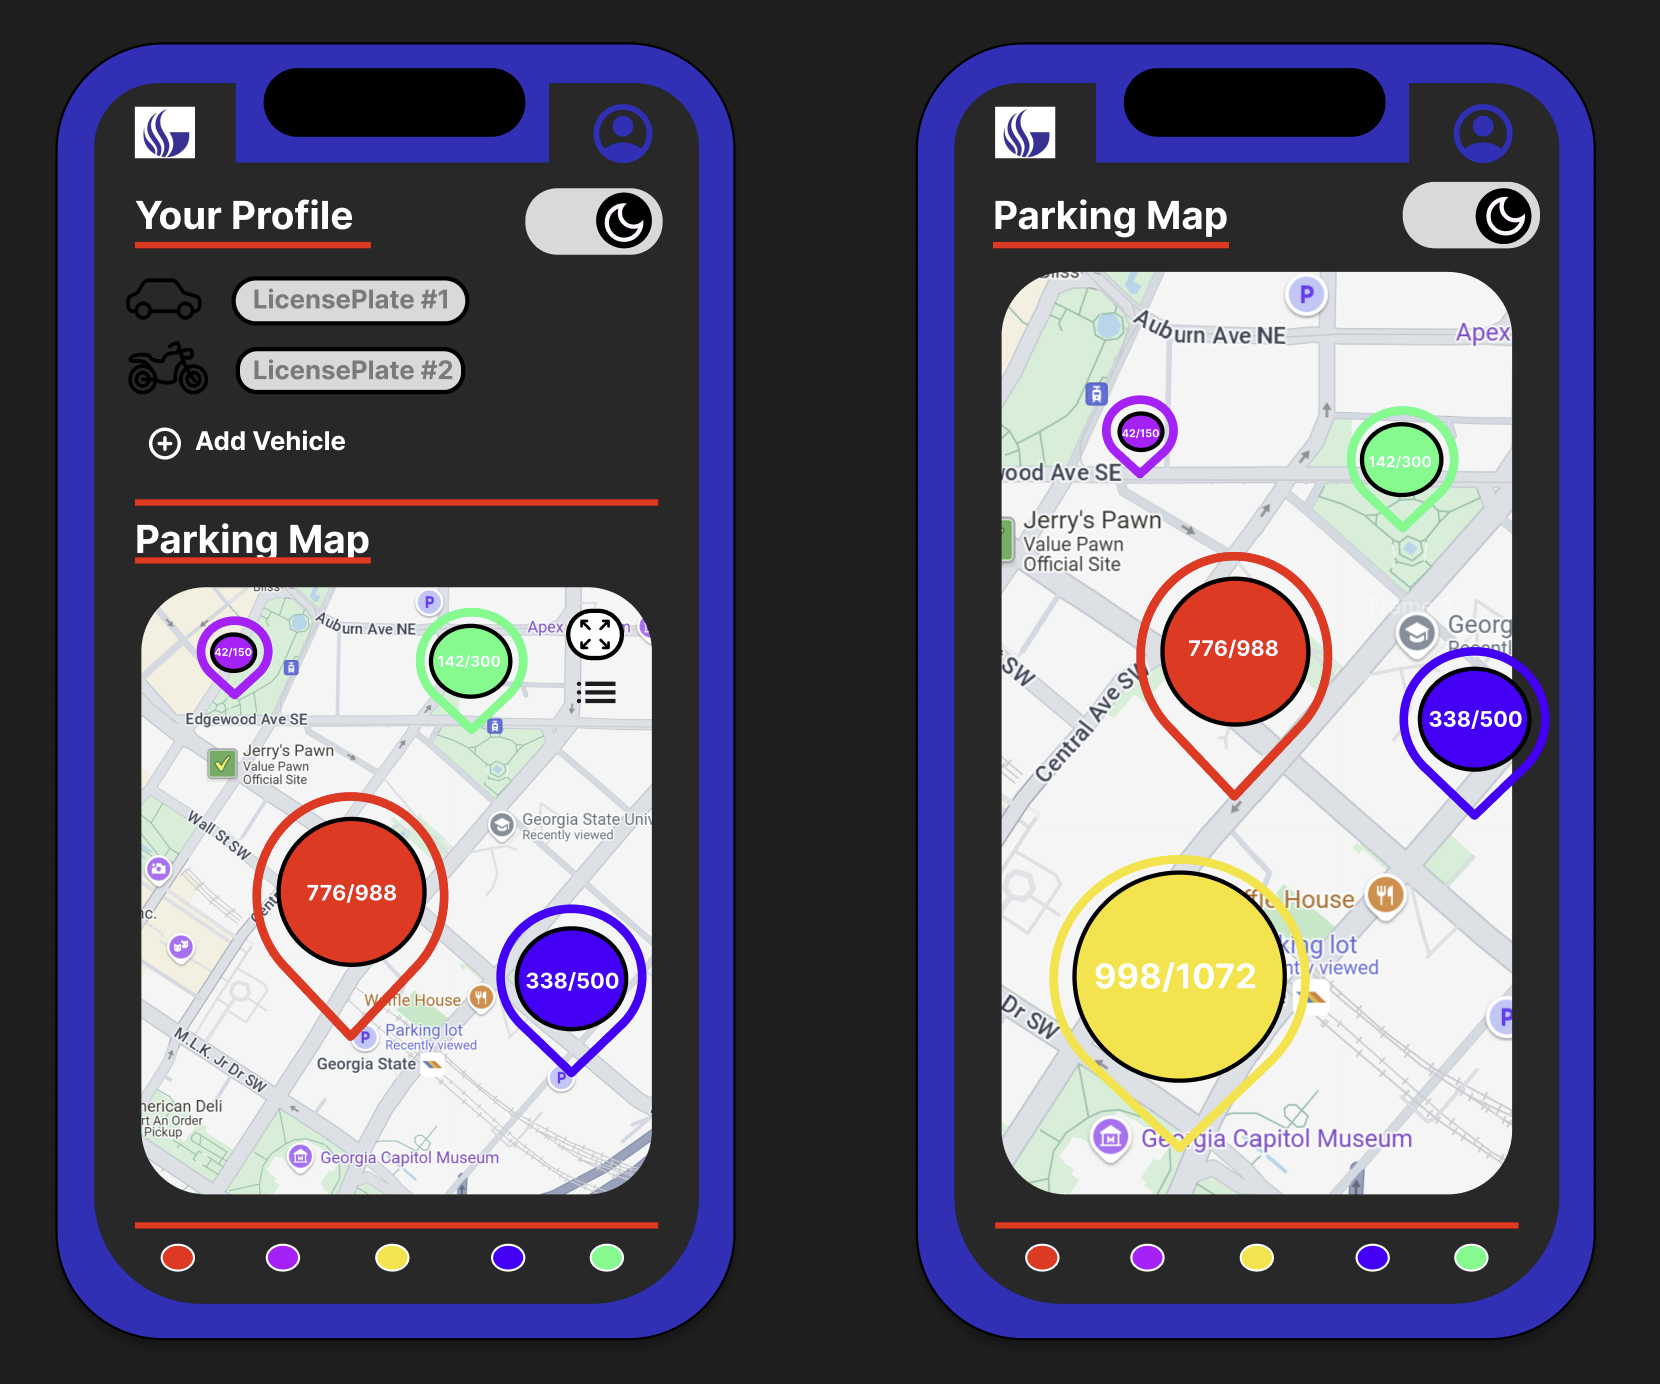 Your Profile
LicensePlate #1
LicensePlate #2
Add Vehicle
Parking Map
Bliss
P
Auburn Ave NE
Apex
n
42/150
142/300
Edgewood Ave SE
Jerry's Pawn
Value Pawn
Official Site
Georgia State Univ
Recently viewed
Wall St SW
776/988
Centr
nc.
338/500
Waffle House
Parking lot
Recently viewed
P
Georgia State
P
M.L.K. Jr Dr SW
nerican Deli
rt An Order
Pickup
Georgia Capitol Museum
Parking Map
Bliss
P
Auburn Ave NE
Apex
42/150
142/300
wood Ave SE
Jerry's Pawn
Value Pawn
Official Site
Georg
Recentl
776/988
SW
Central Ave SW
338/500
ffle House
king lot
ntly viewed
998/1072
P
Dr SW
Georgia Capitol Museum